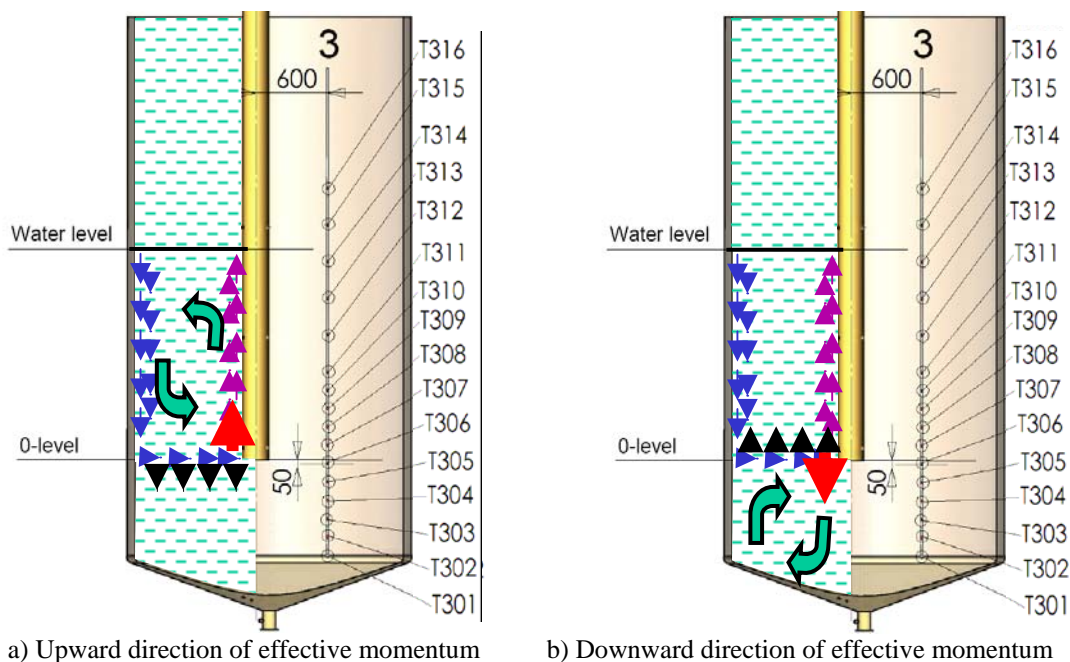 3
600
T316
T315
T314
T313
T312
T311
T310
T309
T308
T307
T306
T305
T304
T303
T302
T301
Water level
0-level
50
a) Upward direction of effective momentum
3
600
T316
T315
T314
T313
T312
T311
T310
T309
T308
T307
T306
T305
T304
T303
T302
T301
Water level
0-level
50
b) Downward direction of effective momentum